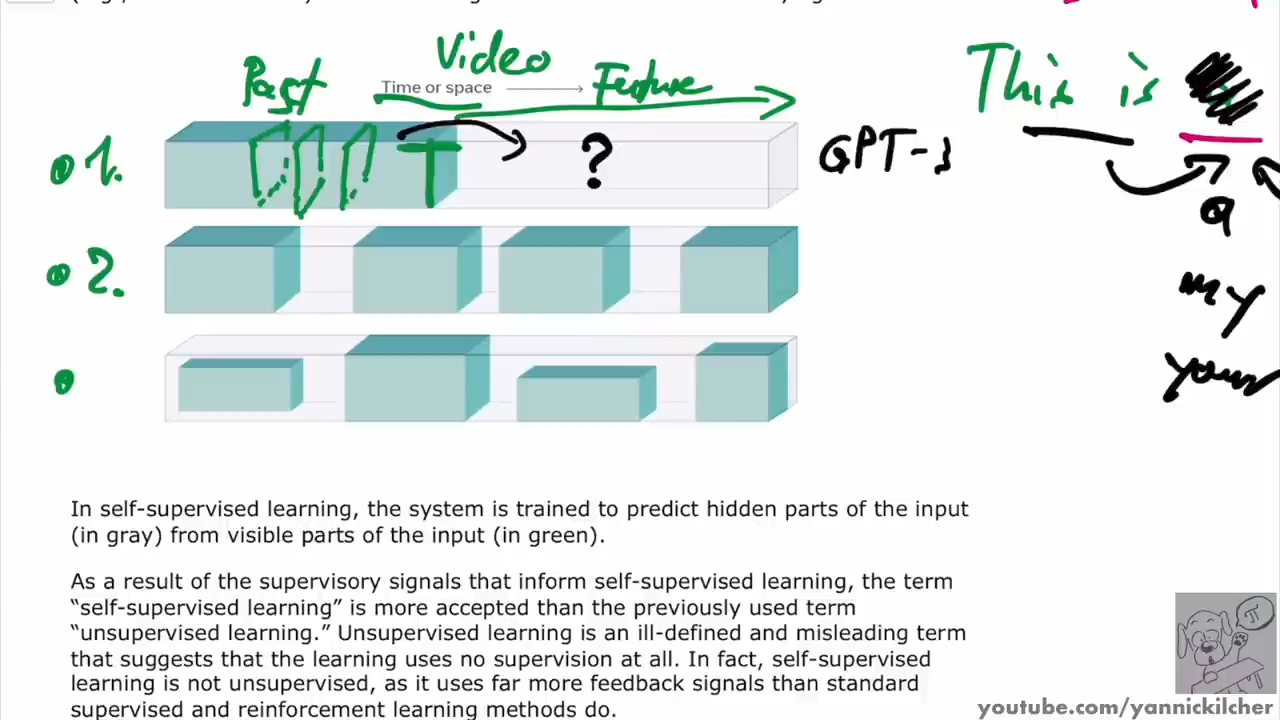 Video
Past
Time or space
Future
This is
1.
?
GPT-3
a
2.
my
your
In self-supervised learning, the system is trained to predict hidden parts of the input
(in gray) from visible parts of the input (in green).
As a result of the supervisory signals that inform self-supervised learning, the term
“self-supervised learning” is more accepted than the previously used term
“unsupervised learning.” Unsupervised learning is an ill-defined and misleading term
that suggests that the learning uses no supervision at all. In fact, self-supervised
learning is not unsupervised, as it uses far more feedback signals than standard
supervised and reinforcement learning methods do.
π
youtube.com/yannickilcher